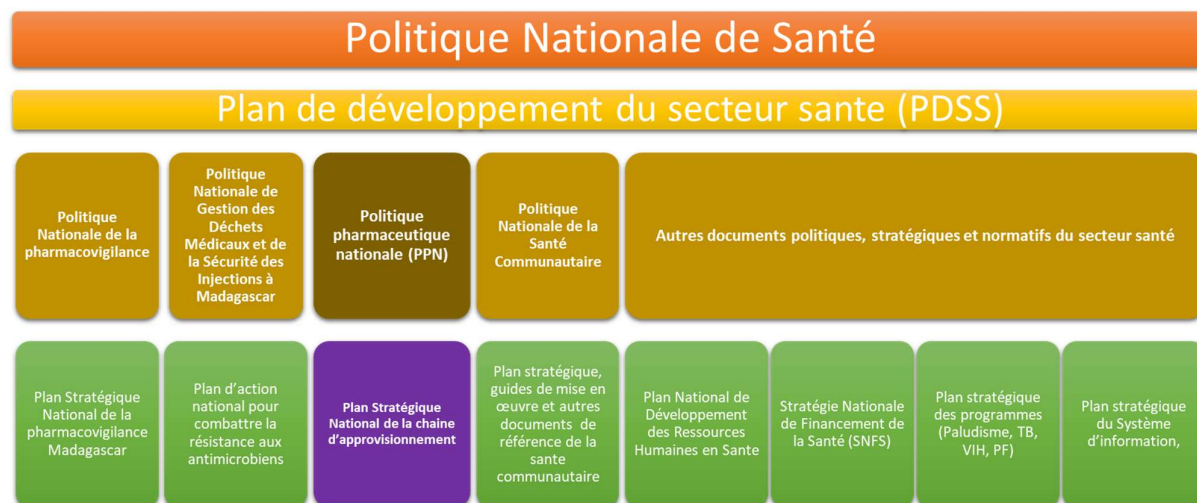 Politique Nationale de Santé
Plan de développement du secteur sante (PDSS)
Politique
Nationale de la
pharmacovigilance
Politique
Nationale de
Gestion des
Déchets
Médicaux et de
la Sécurité des
Injections à
Madagascar
Politique
pharmaceutique
nationale (PPN)
Politique
Nationale de la
Santé
Communautaire
Autres documents politiques, stratégiques et normatifs du secteur santé
Plan Stratégique
National de la
pharmacovigilance
Madagascar
Plan d’action
national pour
combattre la
résistance aux
antimicrobiens
Plan Stratégique
National de la chaine
d’approvisionnement
Plan stratégique,
guides de mise en
œuvre et autres
documents de
référence de la
sante
communautaire
Plan National de
Développement
des Ressources
Humaines en Sante
Stratégie Nationale
de Financement de
la Santé (SNFS)
Plan stratégique
des programmes
(Paludisme, TB,
VIH, PF)
Plan stratégique
du Système
d’information,